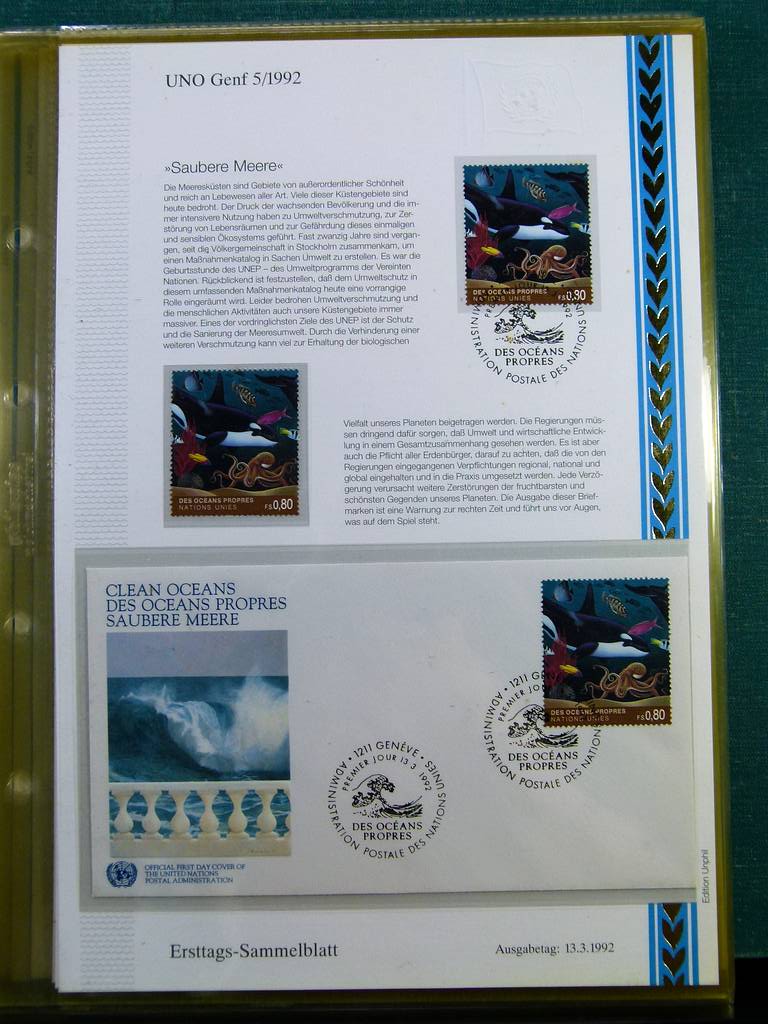 UNO Genf 5/1992
»Saubere Meere«
Die Meeresküsten sind Gebiete von außerordentlicher Schönheit
und reich an Lebewesen aller Art. Viele dieser Küstengebiete sind
heute bedroht. Der Druck der wachsenden Bevölkerung und die im-
mer intensivere Nutzung haben zu Umweltverschmutzung, zur Zer-
störung von Lebensräumen und zur Gefährdung dieses einmaligen
und sensiblen Ökosystems geführt. Fast zwanzig Jahre sind vergan-
gen, seit die Völkergemeinschaft in Stockholm zusammenkam, um
einen Maßnahmenkatalog in Sachen Umwelt zu erstellen. Es war die
Geburtsstunde des UNEP – des Umweltprogramms der Vereinten
Nationen. Rückblickend ist festzustellen, daß dem Umweltschutz in
diesem umfassenden Maßnahmenkatalog heute eine vorrangige
Rolle eingeräumt wird. Leider bedrohen Umweltverschmutzung und
die menschlichen Aktivitäten auch unsere Küstengebiete immer
massiver. Eines der vordringlichsten Ziele des UNEP ist der Schutz
und die Sanierung der Meeresumwelt. Durch die Verhinderung einer
weiteren Verschmutzung kann viel zur Erhaltung der biologischen
DES OCEANS PROPRES
NATIONS UNIES F.S.0,80
DES OCÉANS
PROPRES
ADMINISTRATION POSTALE DES NATIONS UN
DES OCEANS PROPRES
NATIONS UNIES F.S.0,80
Vielfalt unseres Planeten beigetragen werden. Die Regierungen müs-
sen dringend dafür sorgen, daß Umwelt und wirtschaftliche Entwick-
lung in einem Gesamtzusammenhang gesehen werden. Es ist aber
auch die Pflicht aller Erdenbürger, darauf zu achten, daß die von den
Regierungen eingegangenen Verpflichtungen regional, national und
global eingehalten und in die Praxis umgesetzt werden. Jede Verzö-
gerung verursacht weitere Zerstörungen der fruchtbarsten und
schönsten Gegenden unseres Planeten. Die Ausgabe dieser Brief-
marken ist eine Warnung zur rechten Zeit und führt uns vor Augen,
was auf dem Spiel steht.
CLEAN OCEANS
DES OCEANS PROPRES
SAUBERE MEERE
DES OCEANS PROPRES
NATIONS UNIES F.S.0,80
• 1211 GENÈV
PREMIER JOU
DES OCÉANS
PROPRES
ADMINISTRATION POSTALE DES NATIONS
• 1211 GENÈVE •
PREMIER JOUR 13 3 1992
DES OCÉANS
PROPRES
ADMINISTRATION POSTALE DES NATIONS UNIES
OFFICIAL FIRST DAY COVER OF
THE UNITED NATIONS
POSTAL ADMINISTRATION
Edition Unphil
Ersttags-Sammelblatt
Ausgabetag: 13.3.1992